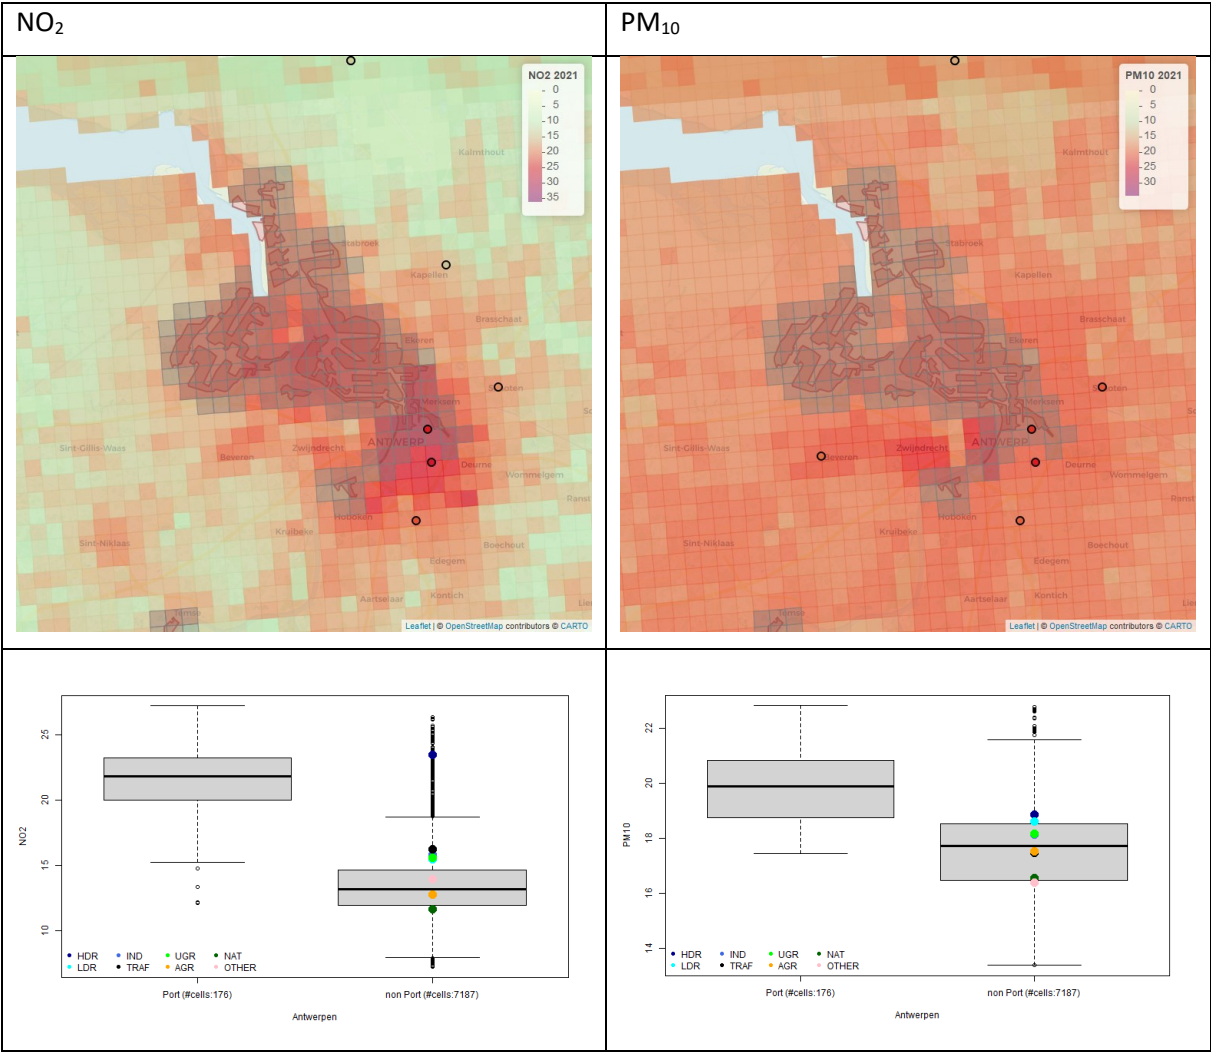 NO₂
PM₁₀
NO2 2021
0
5
10
15
20
25
30
35
Kalmthout
Stabroek
Kapellen
Brasschaat
Ekeren
Merksem
ANTWERP
Sint-Gillis-Waas
Beveren
Zwijndrecht
Deurne
Wommelgem
Hoboken
Kruibeke
Sint-Niklaas
Boechout
Edegem
Aartselaar
Kontich
Leaflet | © OpenStreetMap contributors © CARTO
PM10 2021
0
5
10
15
20
25
30
Kalmthout
Stabroek
Kapellen
Brasschaat
Ekeren
Merksem
ANTWERP
Sint-Gillis-Waas
Beveren
Zwijndrecht
Deurne
Wommelgem
Hoboken
Kruibeke
Sint-Niklaas
Boechout
Edegem
Aartselaar
Kontich
Leaflet | © OpenStreetMap contributors © CARTO
25
20
15
10
NO2
HDR IND UGR NAT
LDR TRAF AGR OTHER
Port (#cells:176) non Port (#cells:7187)
Antwerpen
22
20
18
16
14
PM10
HDR IND UGR NAT
LDR TRAF AGR OTHER
Port (#cells:176) non Port (#cells:7187)
Antwerpen